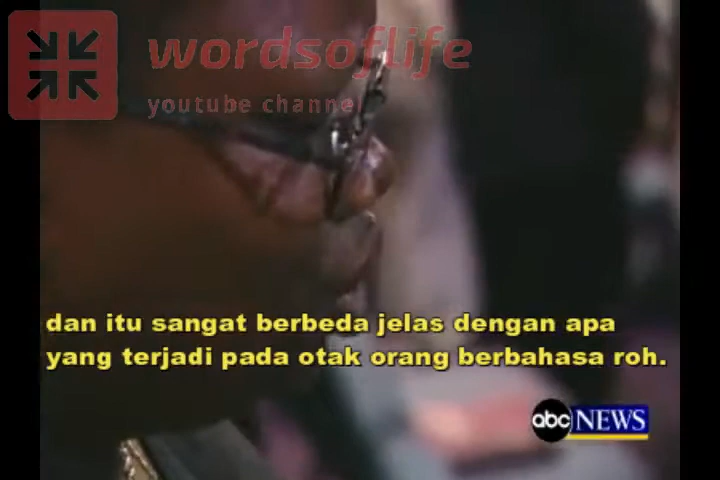 wordsoflife
youtube channel
dan itu sangat berbeda jelas dengan apa
yang terjadi pada otak orang berbahasa roh.
abc NEWS